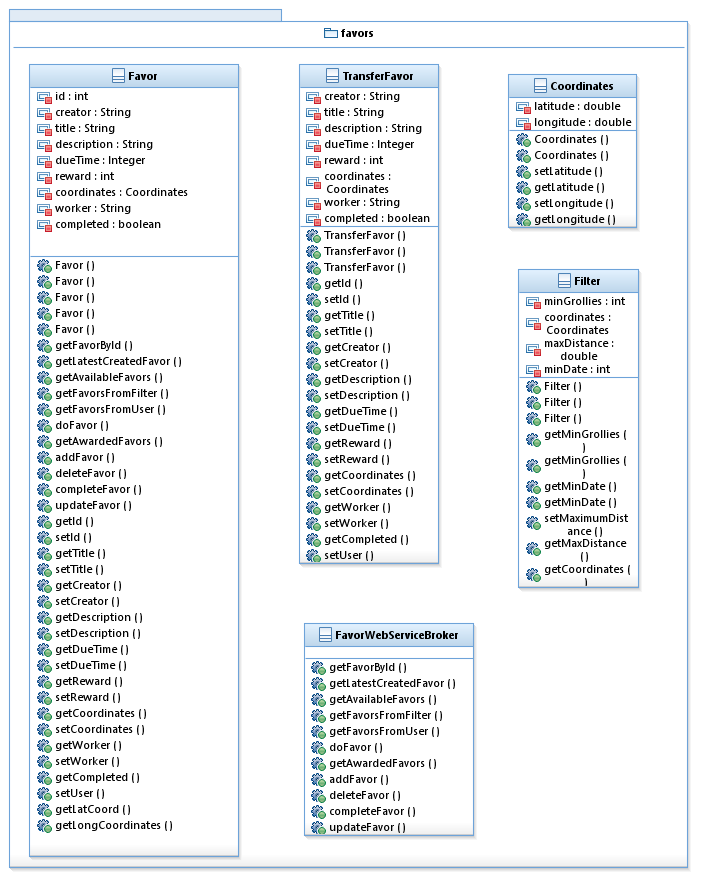 favors
Favor
id : int
creator : String
title : String
description : String
dueTime : Integer
reward : int
coordinates : Coordinates
worker : String
completed : boolean
Favor ( )
Favor ( )
Favor ( )
Favor ( )
Favor ( )
getFavorById ( )
getLatestCreatedFavor ( )
getAvailableFavors ( )
getFavorsFromFilter ( )
getFavorsFromUser ( )
doFavor ( )
getAwardedFavors ( )
addFavor ( )
deleteFavor ( )
completeFavor ( )
updateFavor ( )
getId ( )
setId ( )
getTitle ( )
setTitle ( )
getCreator ( )
setCreator ( )
getDescription ( )
setDescription ( )
getDueTime ( )
setDueTime ( )
getReward ( )
setReward ( )
getCoordinates ( )
setCoordinates ( )
getWorker ( )
setWorker ( )
getCompleted ( )
setUser ( )
getLatCoord ( )
getLongCoordinates ( )
TransferFavor
creator : String
title : String
description : String
dueTime : Integer
reward : int
coordinates :
Coordinates
worker : String
completed : boolean
TransferFavor ( )
TransferFavor ( )
TransferFavor ( )
getId ( )
setId ( )
getTitle ( )
setTitle ( )
getCreator ( )
setCreator ( )
getDescription ( )
setDescription ( )
getDueTime ( )
setDueTime ( )
getReward ( )
setReward ( )
getCoordinates ( )
setCoordinates ( )
getWorker ( )
setWorker ( )
getCompleted ( )
setUser ( )
Coordinates
latitude : double
longitude : double
Coordinates ( )
Coordinates ( )
setLatitude ( )
getLatitude ( )
setLongitude ( )
getLongitude ( )
Filter
minGrollies : int
coordinates :
Coordinates
maxDistance :
double
minDate : int
Filter ( )
Filter ( )
Filter ( )
getMinGrollies (
)
getMinGrollies (
)
getMinDate ( )
getMinDate ( )
setMaximumDist
ance ( )
getMaxDistance
( )
getCoordinates (
)
FavorWebServiceBroker
getFavorById ( )
getLatestCreatedFavor ( )
getAvailableFavors ( )
getFavorsFromFilter ( )
getFavorsFromUser ( )
doFavor ( )
getAwardedFavors ( )
addFavor ( )
deleteFavor ( )
completeFavor ( )
updateFavor ( )